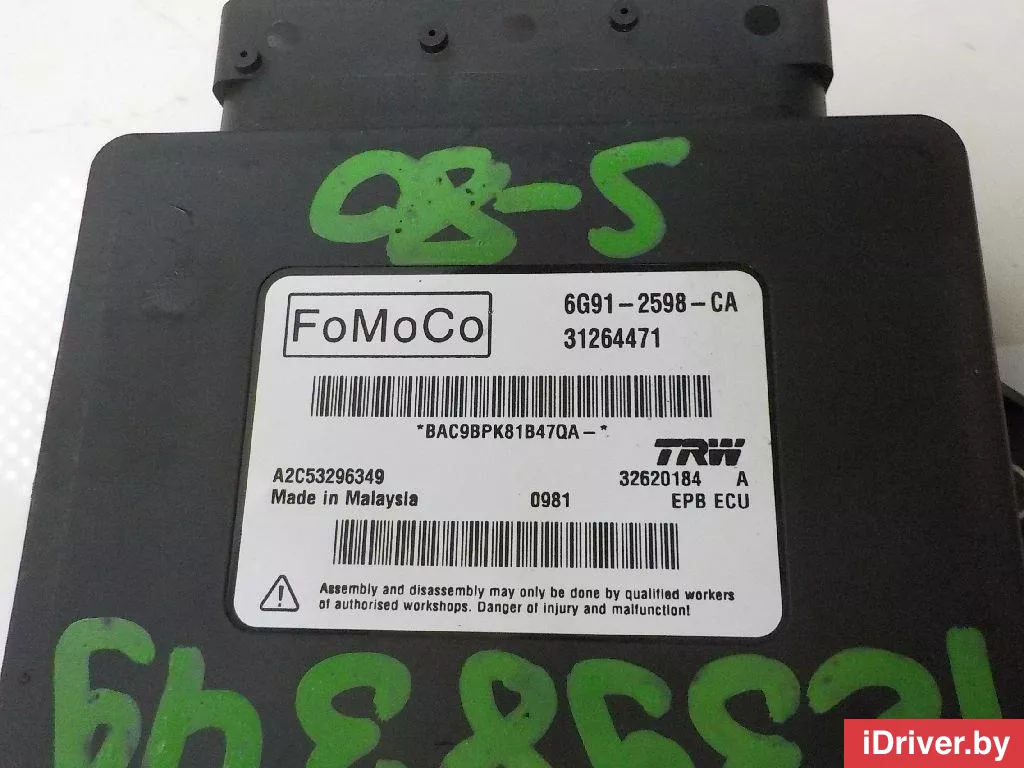 08-5
FoMoCo
6G91-2598-CA
31264471
*BAC9BPK81B47QA-*
TRW
A2C53296349
32620184 A
Made in Malaysia
0981
EPB ECU
Assembly and disassembly may only be done by qualified workers
of authorised workshops. Danger of injury and malfunction!
iDriver.by